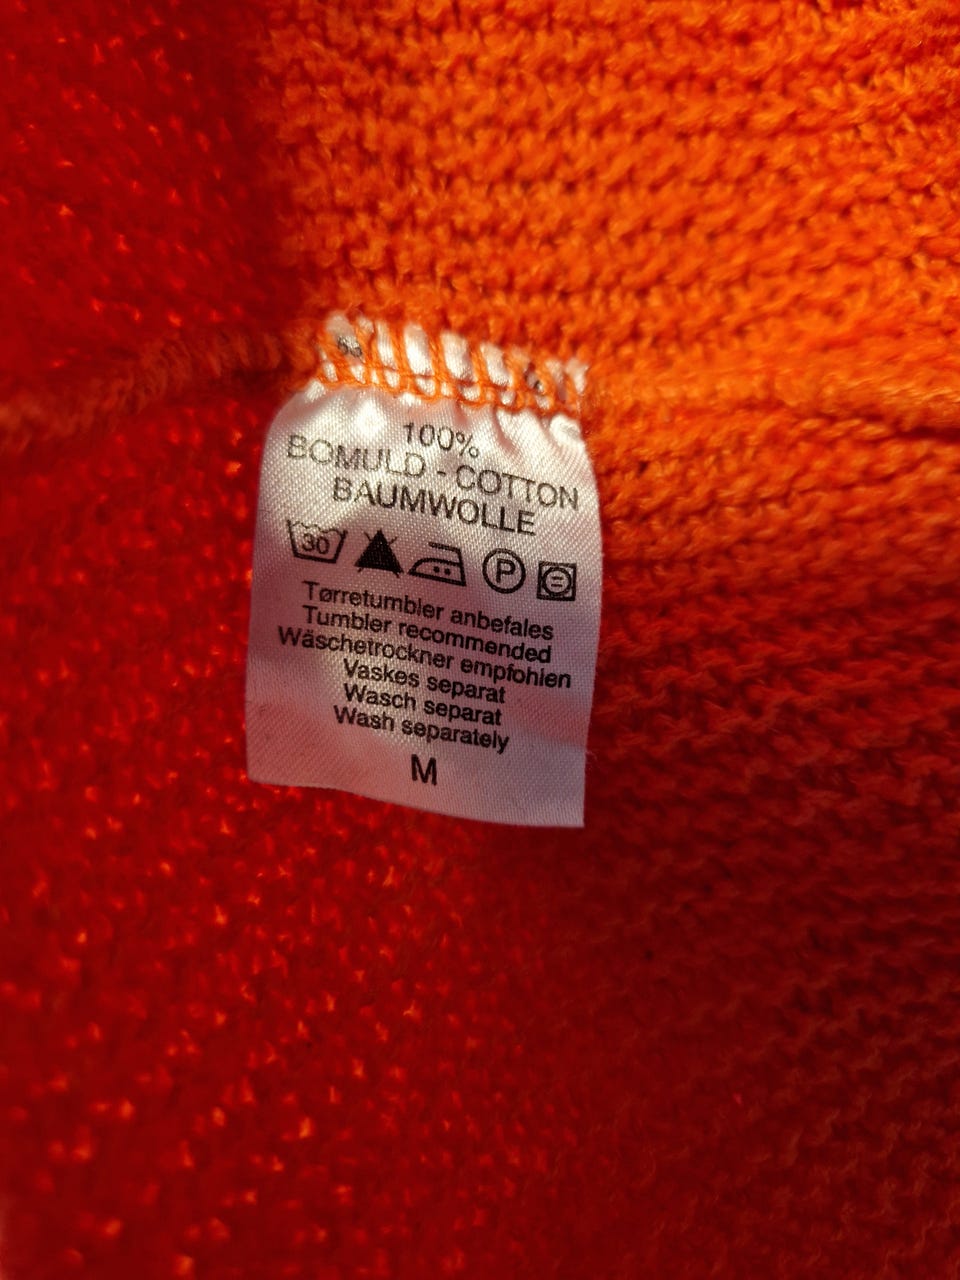 100%
BOMULD - COTTON
BAUMWOLLE
30 P
Tørretumbler anbefales
Tumbler recommended
Wäschetrockner empfohlen
Vaskes separat
Wasch separat
Wash separately
M